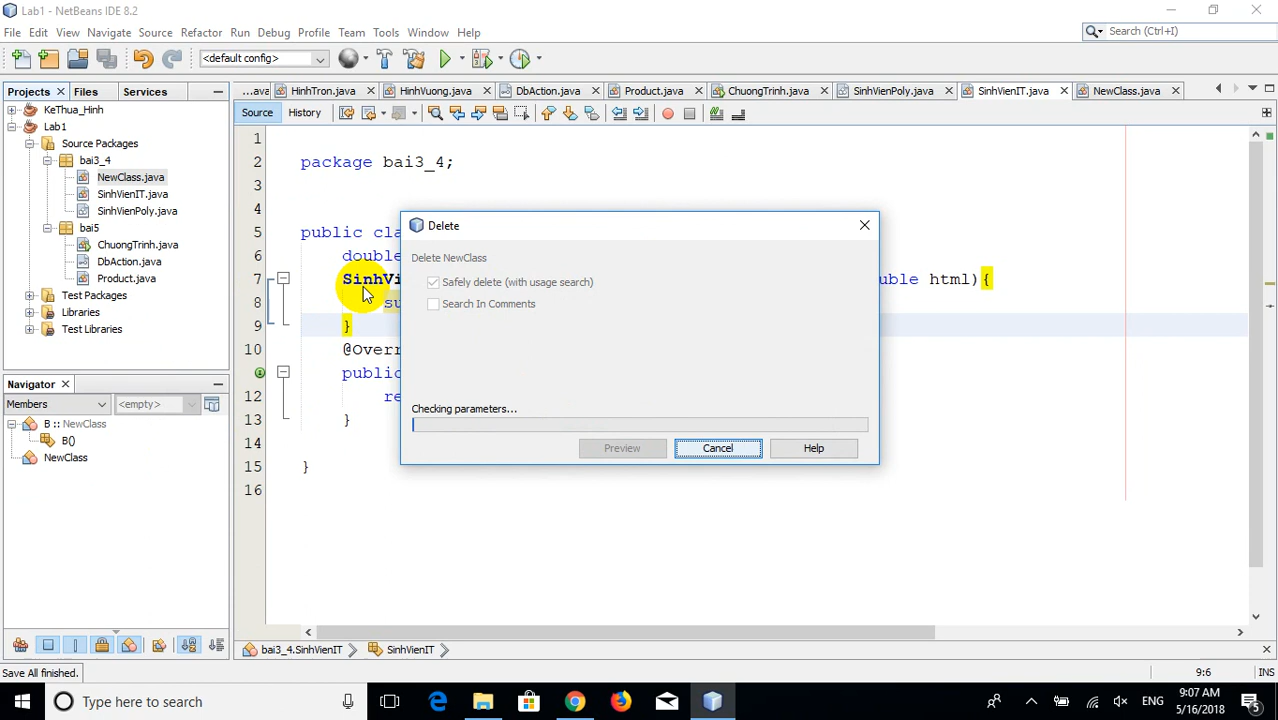 Lab1 - NetBeans IDE 8.2
File Edit View Navigate Source Refactor Run Debug Profile Team Tools Window Help
Search (Ctrl+I)
<default config>
Projects Files Services
...ava HinhTron.java HinhVuong.java DbAction.java Product.java ChuongTrinh.java SinhVienPoly.java SinhVienIT.java NewClass.java
Source History
KeThua_Hinh
Lab1
Source Packages
bai3_4
NewClass.java
SinhVienIT.java
SinhVienPoly.java
bai5
ChuongTrinh.java
DbAction.java
Product.java
Test Packages
Libraries
Test Libraries
Navigator
Members <empty>
B :: NewClass
B()
NewClass
1
2 package bai3_4;
3
4
5 public cla
6 double
7 SinhVi uble html){
8 su
9 }
10 @Overr
public
12 re
13 }
14
15 }
16
Delete
Delete NewClass
Safely delete (with usage search)
Search In Comments
Checking parameters...
Preview Cancel Help
bai3_4.SinhVienIT SinhVienIT
Save All finished. 9:6 INS
Type here to search
ENG
9:07 AM
5/16/2018
5